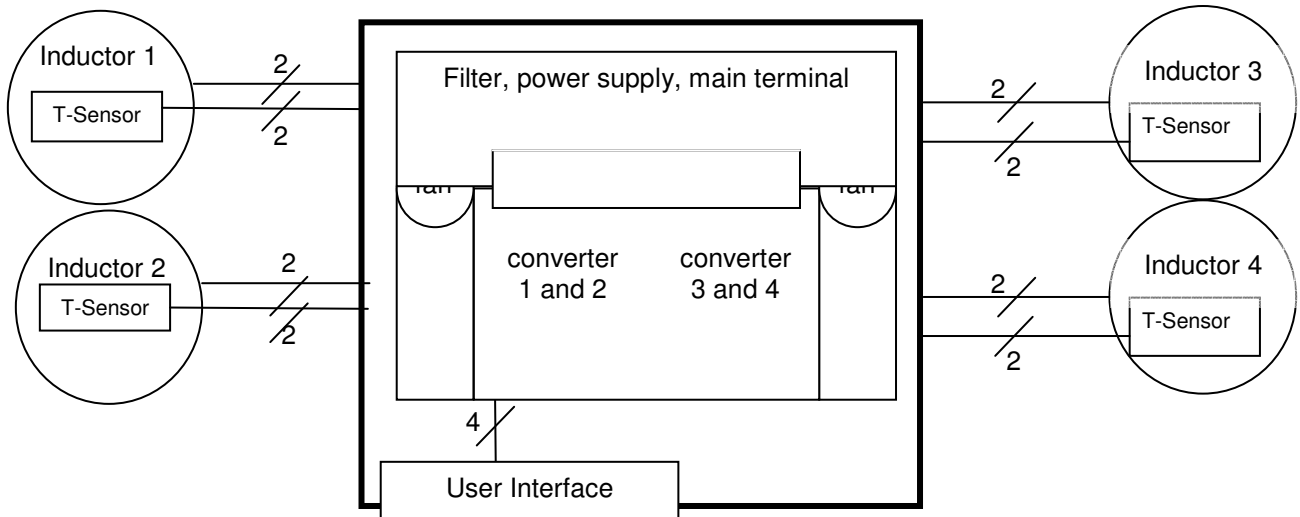 Inductor 1
T-Sensor
2
2
Inductor 2
T-Sensor
2
2
Filter, power supply, main terminal
converter
1 and 2
converter
3 and 4
4
User Interface
Inductor 3
T-Sensor
2
2
Inductor 4
T-Sensor
2
2